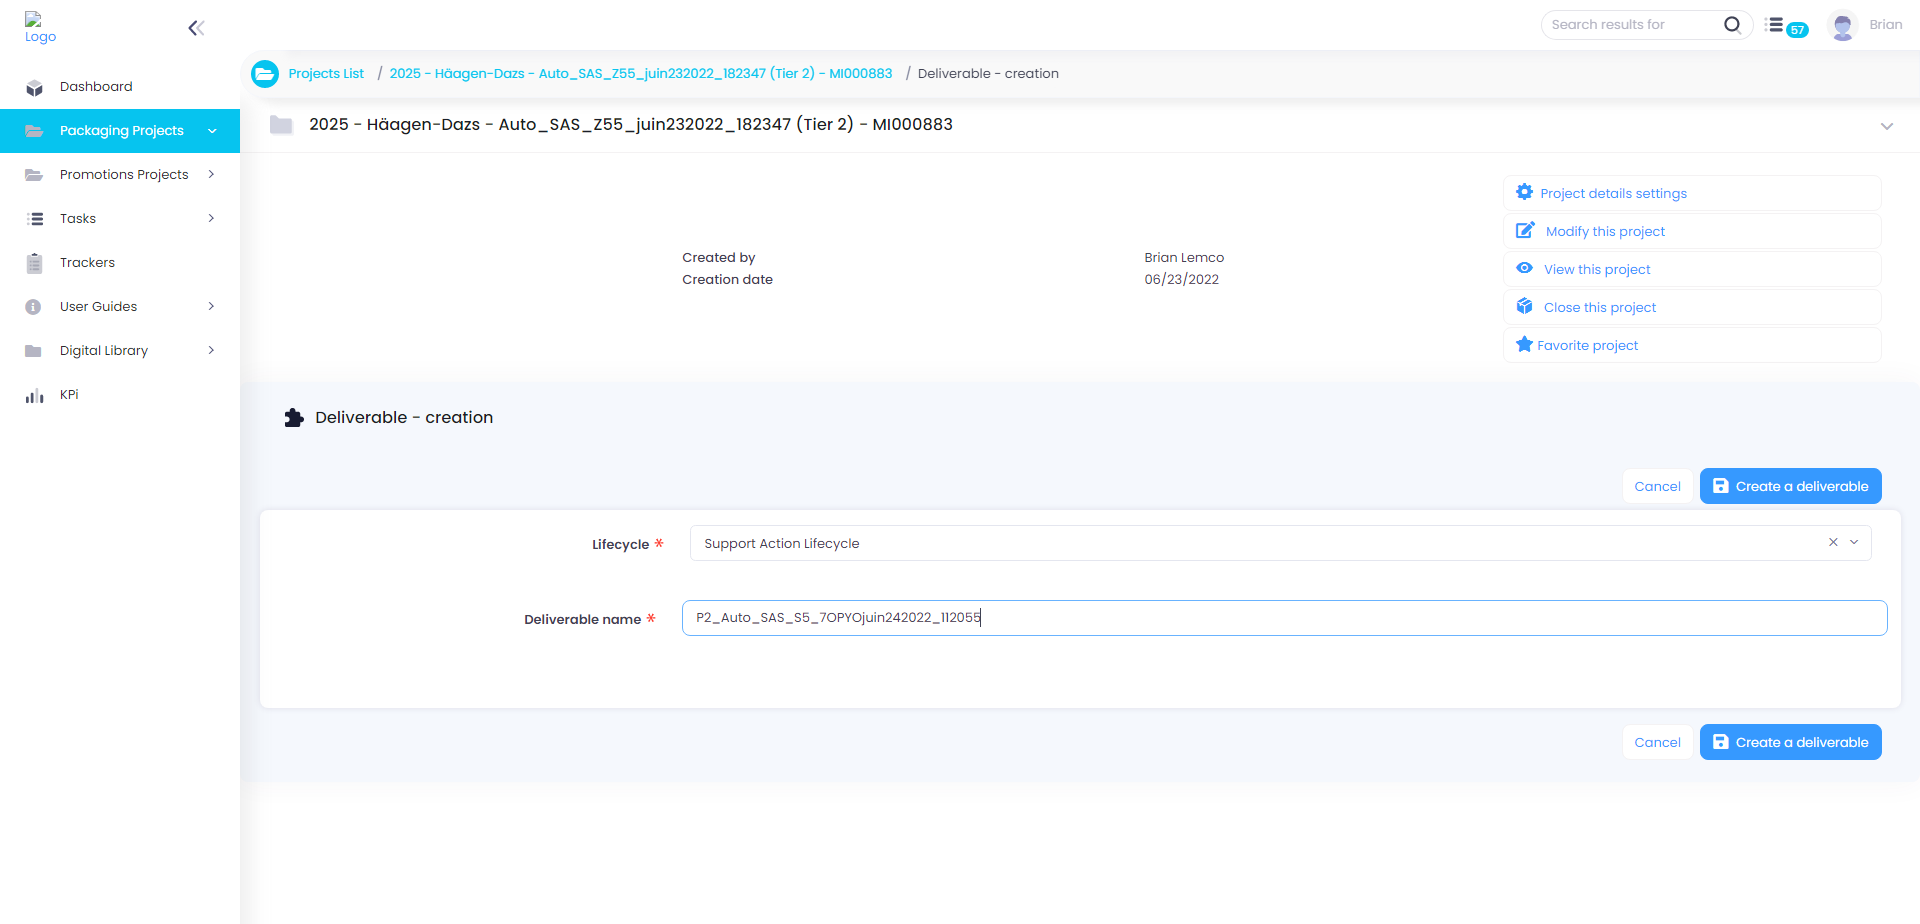 Logo
Search results for
57
Brian
Dashboard
Packaging Projects
Promotions Projects
Tasks
Trackers
User Guides
Digital Library
KPi
Projects List / 2025 - Häagen-Dazs - Auto_SAS_Z55_juin232022_182347 (Tier 2) - MI000883 / Deliverable - creation
2025 - Häagen-Dazs - Auto_SAS_Z55_juin232022_182347 (Tier 2) - MI000883
Created by Brian Lemco
Creation date 06/23/2022
Project details settings
Modify this project
View this project
Close this project
Favorite project
Deliverable - creation
Cancel Create a deliverable
Lifecycle * Support Action Lifecycle
Deliverable name * P2_Auto_SAS_S5_7OPYOjuin242022_112055
Cancel Create a deliverable